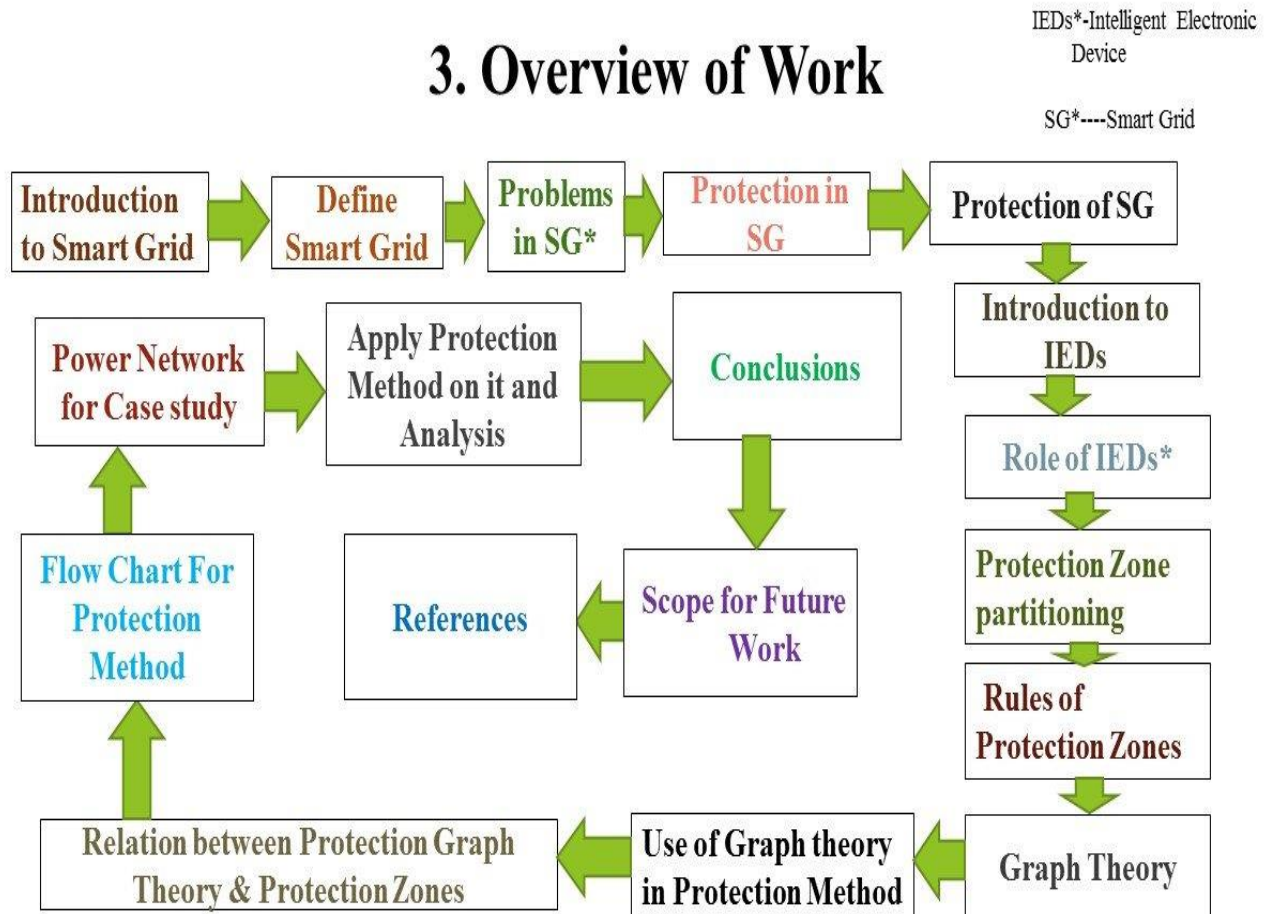 IEDs*-Intelligent Electronic
Device
SG*----Smart Grid
3. Overview of Work
Introduction
to Smart Grid
Define
Smart Grid
Problems
in SG*
Protection in
SG
Protection of SG
Introduction to
IEDs
Role of IEDs*
Protection Zone
partitioning
Rules of
Protection Zones
Graph Theory
Use of Graph theory
in Protection Method
Relation between Protection Graph
Theory & Protection Zones
Flow Chart For
Protection
Method
Power Network
for Case study
Apply Protection
Method on it and
Analysis
Conclusions
Scope for Future
Work
References